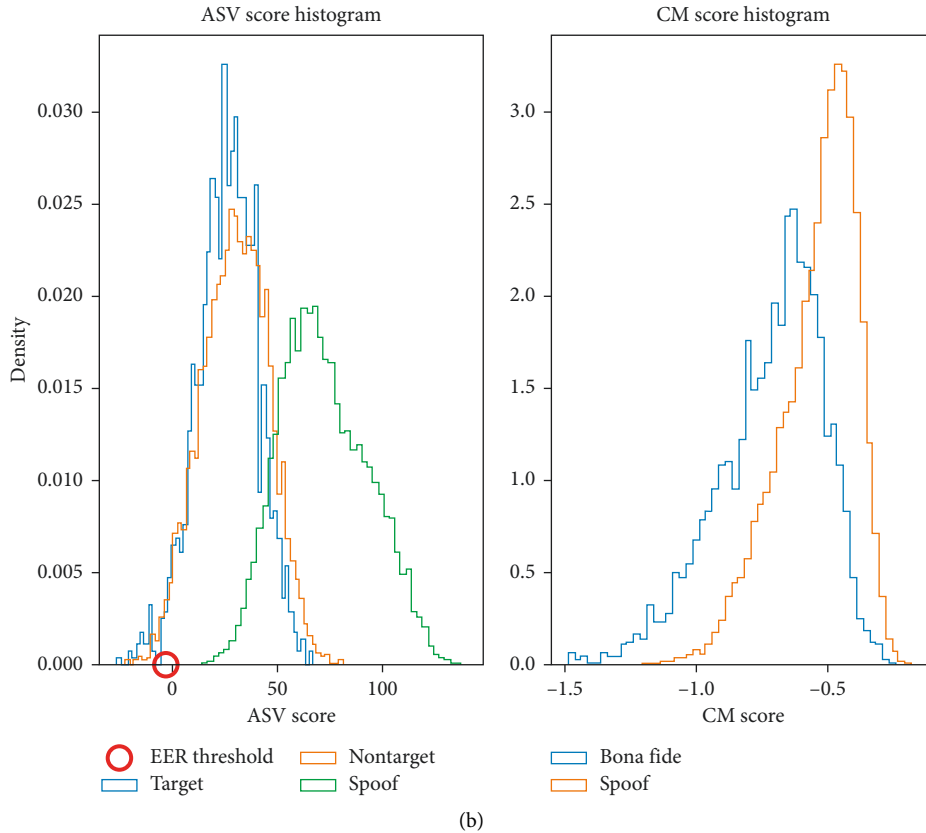 ASV score histogram
CM score histogram
Density
0.030
0.025
0.020
0.015
0.010
0.005
0.000
0
50
100
ASV score
3.0
2.5
2.0
1.5
1.0
0.5
0.0
–1.5
–1.0
–0.5
CM score
EER threshold
Target
Nontarget
Spoof
Bona fide
Spoof
(b)